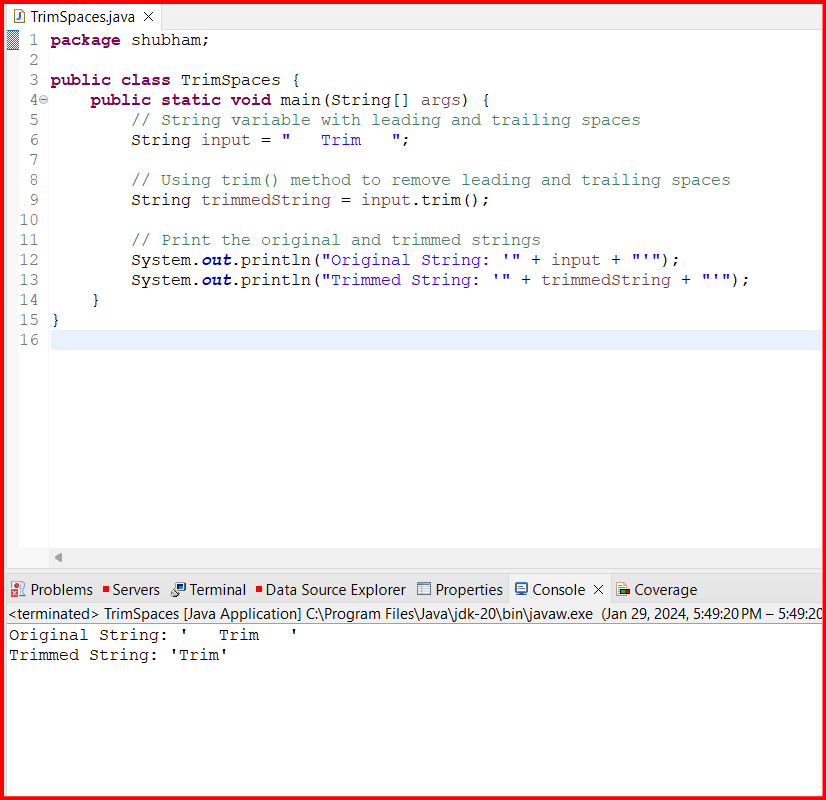 TrimSpaces.java
1 package shubham;
2
3 public class TrimSpaces {
4     public static void main(String[] args) {
5         // String variable with leading and trailing spaces
6         String input = "   Trim   ";
7
8         // Using trim() method to remove leading and trailing spaces
9         String trimmedString = input.trim();
10
11         // Print the original and trimmed strings
12         System.out.println("Original String: '" + input + "'");
13         System.out.println("Trimmed String: '" + trimmedString + "'");
14     }
15 }
16
Problems Servers Terminal Data Source Explorer Properties Console Coverage
<terminated> TrimSpaces [Java Application] C:\Program Files\Java\jdk-20\bin\javaw.exe (Jan 29, 2024, 5:49:20 PM – 5:49:20
Original String: '   Trim   '
Trimmed String: 'Trim'